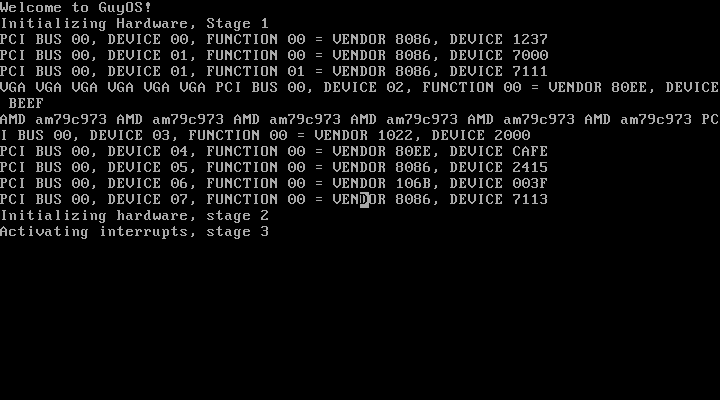 Welcome to GuyOS!
Initializing Hardware, Stage 1
PCI BUS 00, DEVICE 00, FUNCTION 00 = VENDOR 8086, DEVICE 1237
PCI BUS 00, DEVICE 01, FUNCTION 00 = VENDOR 8086, DEVICE 7000
PCI BUS 00, DEVICE 01, FUNCTION 01 = VENDOR 8086, DEVICE 7111
VGA VGA VGA VGA VGA VGA PCI BUS 00, DEVICE 02, FUNCTION 00 = VENDOR 80EE, DEVICE
 BEEF
AMD am79c973 AMD am79c973 AMD am79c973 AMD am79c973 AMD am79c973 AMD am79c973 PC
I BUS 00, DEVICE 03, FUNCTION 00 = VENDOR 1022, DEVICE 2000
PCI BUS 00, DEVICE 04, FUNCTION 00 = VENDOR 80EE, DEVICE CAFE
PCI BUS 00, DEVICE 05, FUNCTION 00 = VENDOR 8086, DEVICE 2415
PCI BUS 00, DEVICE 06, FUNCTION 00 = VENDOR 106B, DEVICE 003F
PCI BUS 00, DEVICE 07, FUNCTION 00 = VENDOR 8086, DEVICE 7113
Initializing hardware, stage 2
Activating interrupts, stage 3